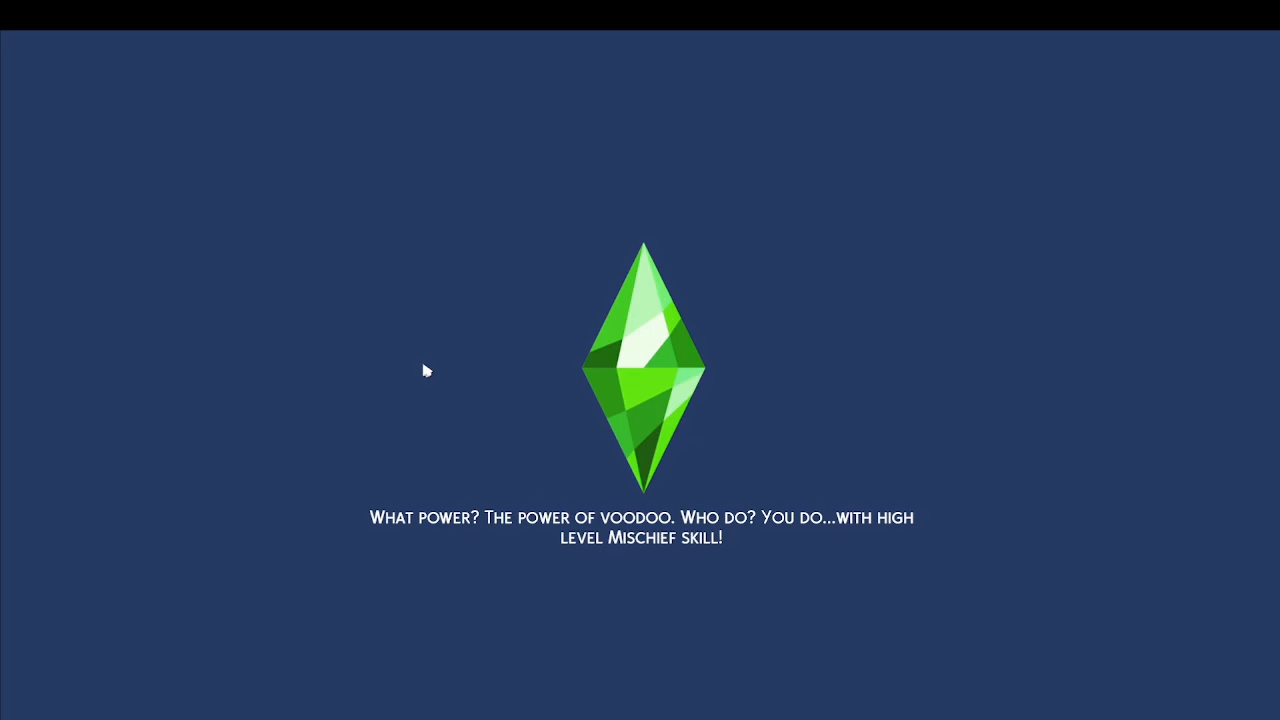 What power? The power of voodoo. Who do? You do...with high
level Mischief skill!